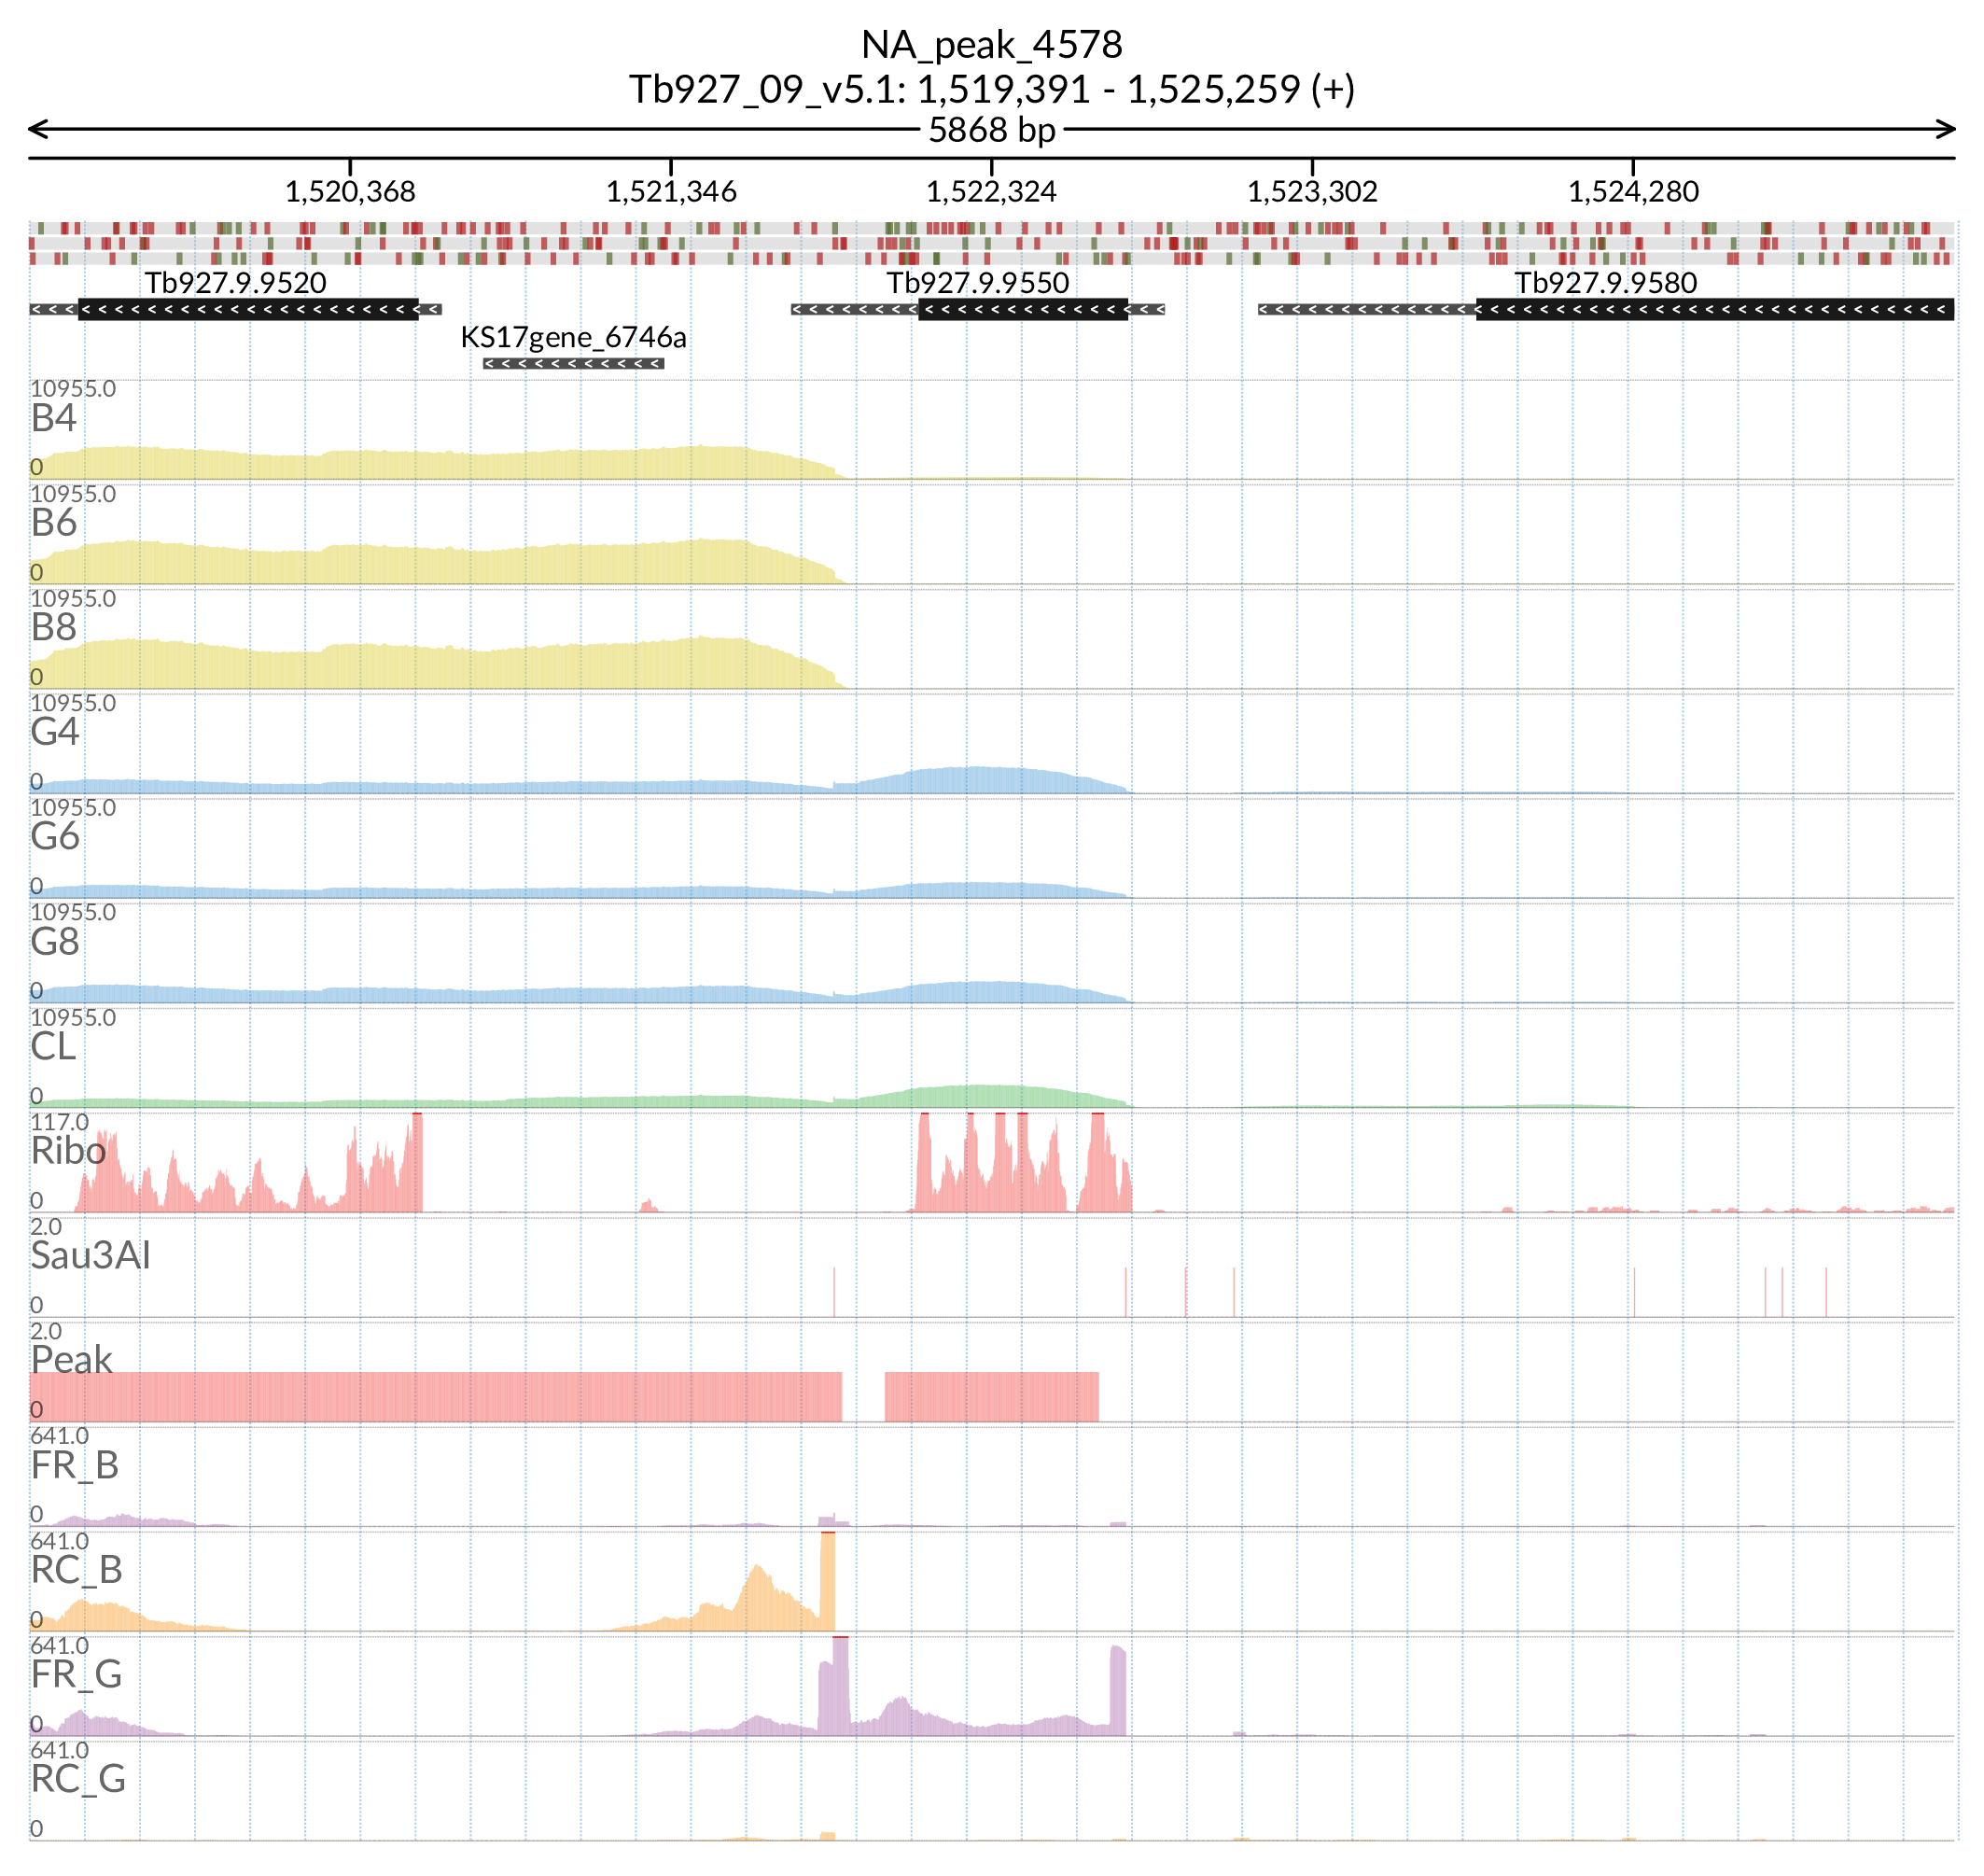 NA_peak_4578
Tb927_09_v5.1: 1,519,391 - 1,525,259 (+)
5868 bp
1,520,368 1,521,346 1,522,324 1,523,302 1,524,280
Tb927.9.9520 Tb927.9.9550 Tb927.9.9580
KS17gene_6746a
10955.0
B4
0
10955.0
B6
0
10955.0
B8
0
10955.0
G4
0
10955.0
G6
0
10955.0
G8
0
10955.0
CL
0
117.0
Ribo
0
2.0
Sau3AI
0
2.0
Peak
0
641.0
FR_B
0
641.0
RC_B
0
641.0
FR_G
0
641.0
RC_G
0